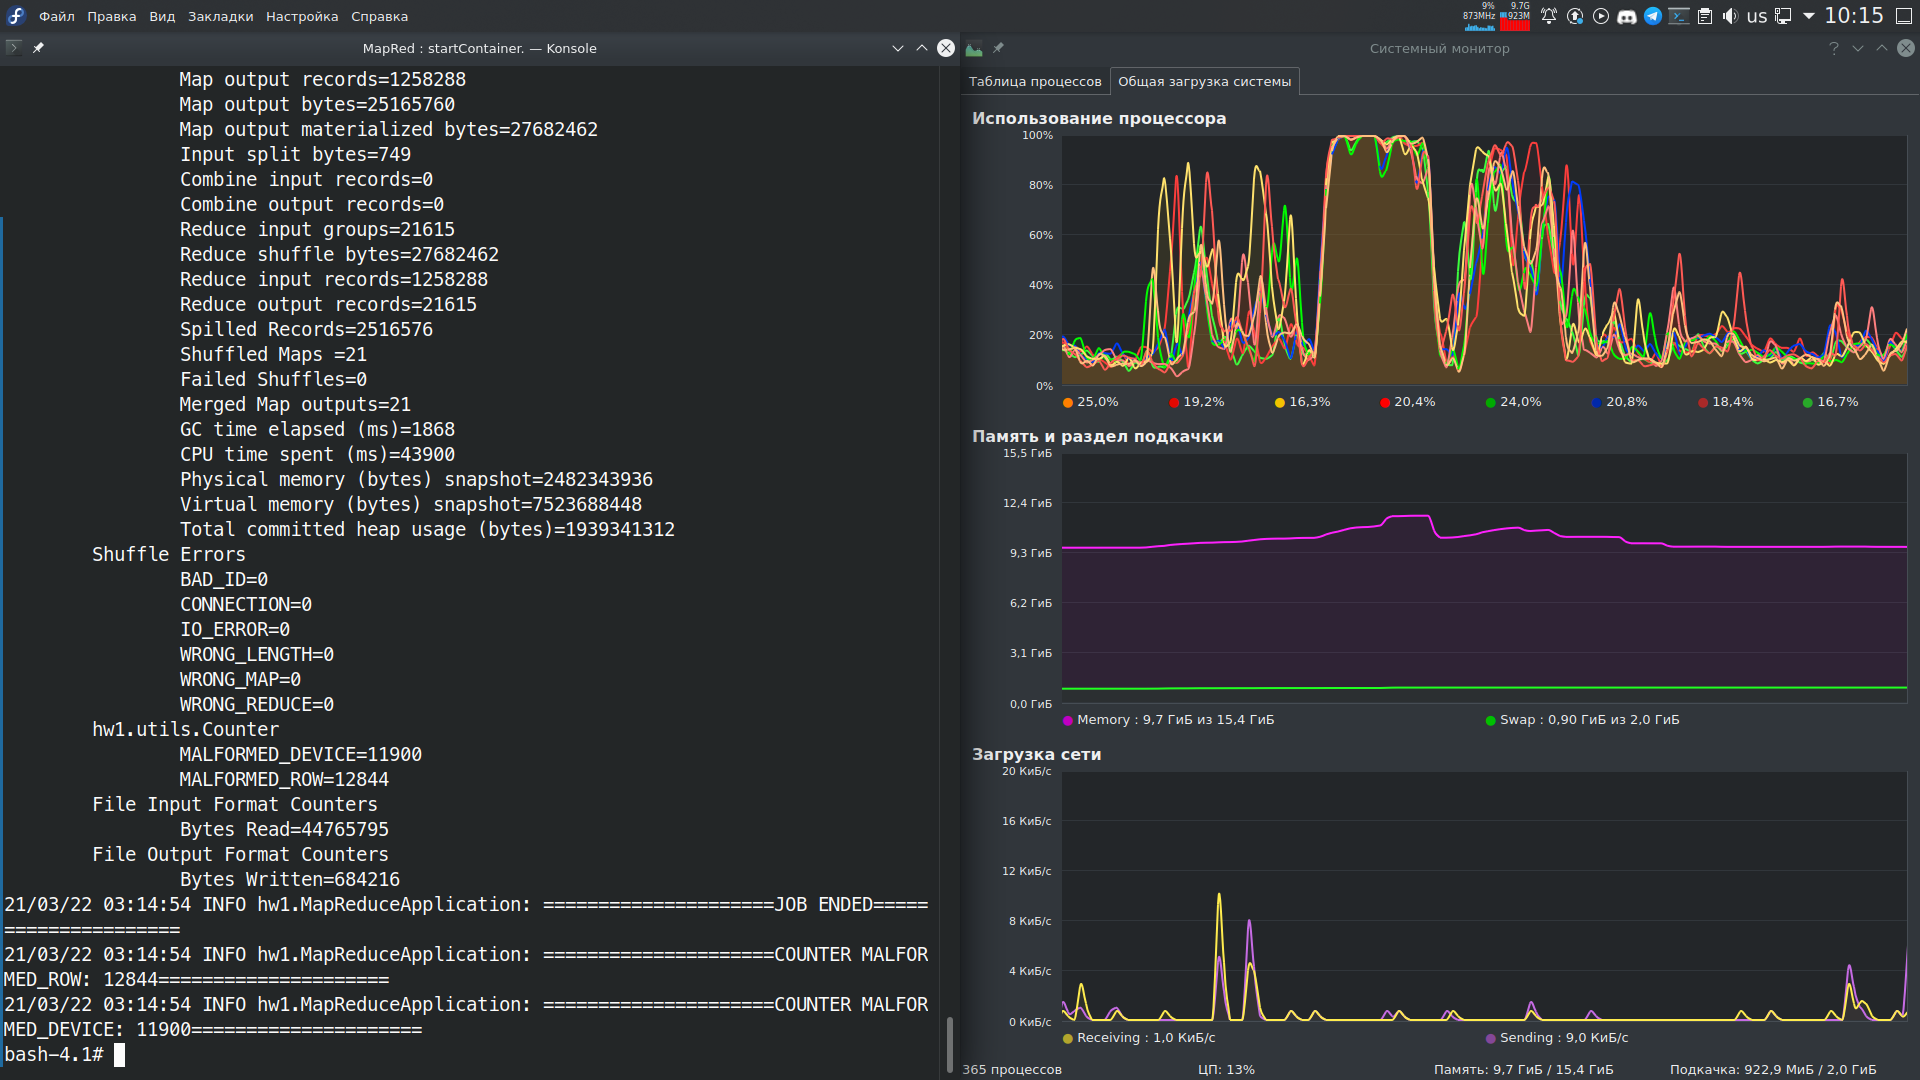 Файл Правка Вид Закладки Настройка Справка
9% 9.7G
873MHz 923M
us 10:15
MapRed : startContainer. — Konsole
Map output records=1258288
Map output bytes=25165760
Map output materialized bytes=27682462
Input split bytes=749
Combine input records=0
Combine output records=0
Reduce input groups=21615
Reduce shuffle bytes=27682462
Reduce input records=1258288
Reduce output records=21615
Spilled Records=2516576
Shuffled Maps =21
Failed Shuffles=0
Merged Map outputs=21
GC time elapsed (ms)=1868
CPU time spent (ms)=43900
Physical memory (bytes) snapshot=2482343936
Virtual memory (bytes) snapshot=7523688448
Total committed heap usage (bytes)=1939341312
Shuffle Errors
BAD_ID=0
CONNECTION=0
IO_ERROR=0
WRONG_LENGTH=0
WRONG_MAP=0
WRONG_REDUCE=0
hw1.utils.Counter
MALFORMED_DEVICE=11900
MALFORMED_ROW=12844
File Input Format Counters
Bytes Read=44765795
File Output Format Counters
Bytes Written=684216
21/03/22 03:14:54 INFO hw1.MapReduceApplication: =====================JOB ENDED=====
================
21/03/22 03:14:54 INFO hw1.MapReduceApplication: =====================COUNTER MALFOR
MED_ROW: 12844=====================
21/03/22 03:14:54 INFO hw1.MapReduceApplication: =====================COUNTER MALFOR
MED_DEVICE: 11900=====================
bash-4.1#
Системный монитор
Таблица процессов Общая загрузка системы
Использование процессора
100%
80%
60%
40%
20%
0%
25,0% 19,2% 16,3% 20,4% 24,0% 20,8% 18,4% 16,7%
Память и раздел подкачки
15,5 ГиБ
12,4 ГиБ
9,3 ГиБ
6,2 ГиБ
3,1 ГиБ
0,0 ГиБ
Memory : 9,7 ГиБ из 15,4 ГиБ Swap : 0,90 ГиБ из 2,0 ГиБ
Загрузка сети
20 КиБ/с
16 КиБ/с
12 КиБ/с
8 КиБ/с
4 КиБ/с
0 КиБ/с
Receiving : 1,0 КиБ/с Sending : 9,0 КиБ/с
365 процессов ЦП: 13% Память: 9,7 ГиБ / 15,4 ГиБ Подкачка: 922,9 МиБ / 2,0 ГиБ